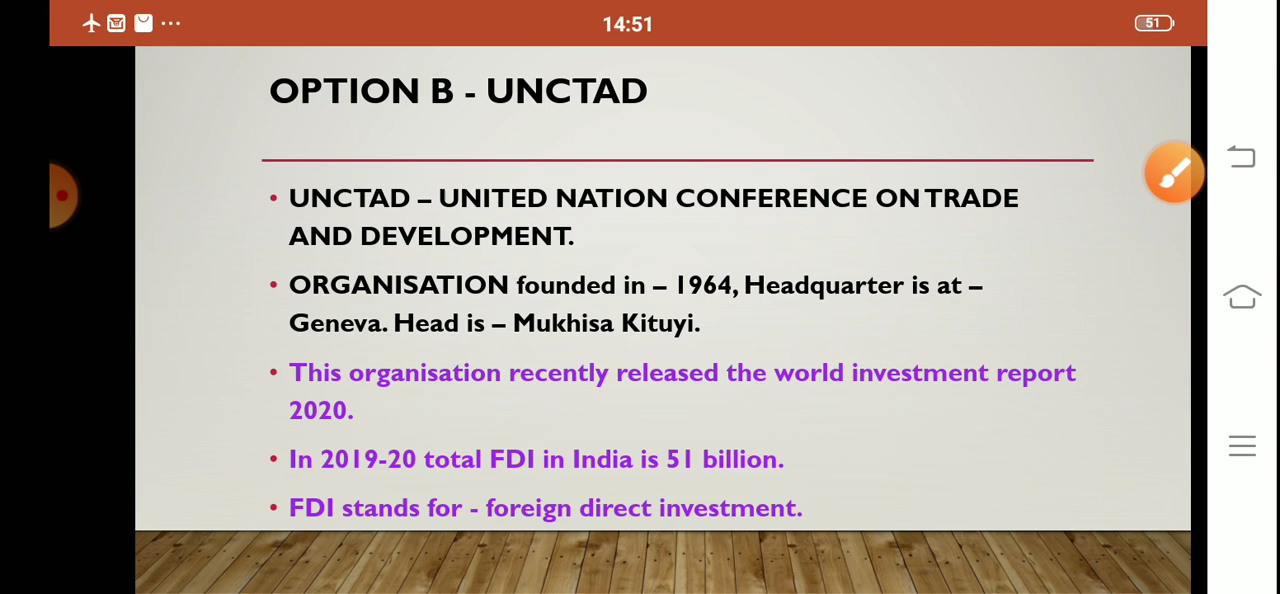 14:51
51
OPTION B - UNCTAD
• UNCTAD – UNITED NATION CONFERENCE ON TRADE
AND DEVELOPMENT.
• ORGANISATION founded in – 1964, Headquarter is at –
Geneva. Head is – Mukhisa Kituyi.
• This organisation recently released the world investment report
2020.
• In 2019-20 total FDI in India is 51 billion.
• FDI stands for - foreign direct investment.